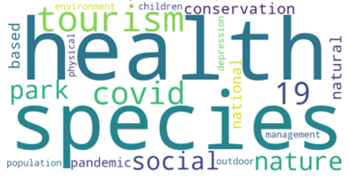 environment children conservation
tourism
based
physical
health
depression
natural
park covid national 19
species
management
population pandemic social outdoor nature